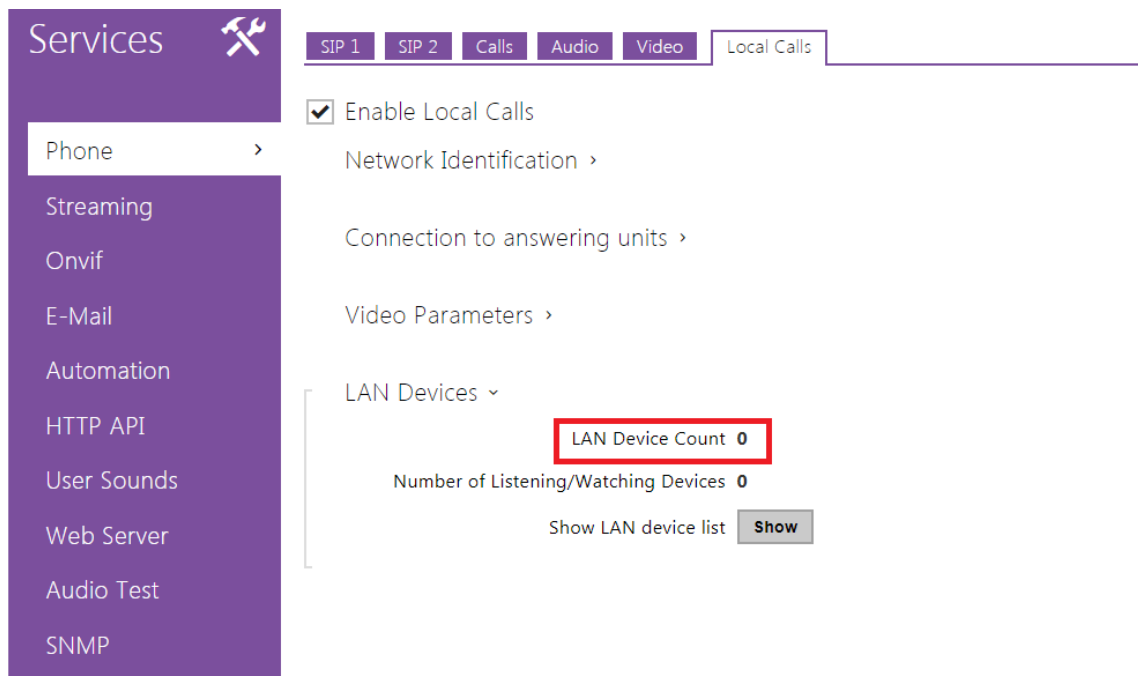 Services
Phone
Streaming
Onvif
E-Mail
Automation
HTTP API
User Sounds
Web Server
Audio Test
SNMP
SIP 1 SIP 2 Calls Audio Video Local Calls
Enable Local Calls
Network Identification
Connection to answering units
Video Parameters
LAN Devices
LAN Device Count 0
Number of Listening/Watching Devices 0
Show LAN device list Show